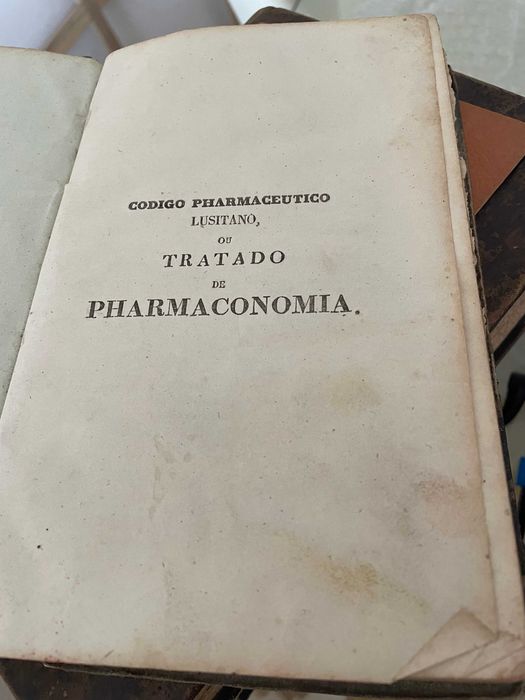 CODIGO PHARMACEUTICO
LUSITANO,
OU
TRATADO
DE
PHARMACONOMIA.